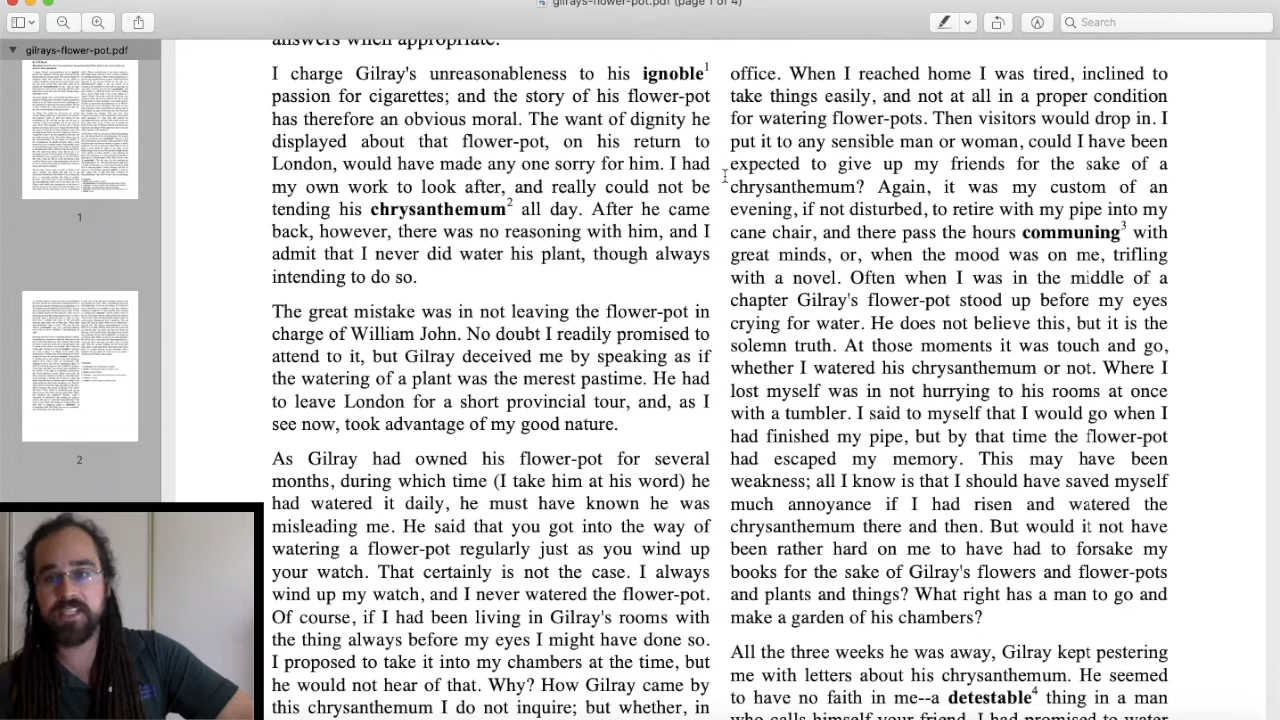 gilrays-flower-pot.pdf (page 1 of 4)
Search
gilrays-flower-pot.pdf
1
2
answers when appropriate.
I charge Gilray's unreasonableness to his ignoble1
passion for cigarettes; and the story of his flower-pot
has therefore an obvious moral. The want of dignity he
displayed about that flower-pot, on his return to
London, would have made any one sorry for him. I had
my own work to look after, and really could not be
tending his chrysanthemum2 all day. After he came
back, however, there was no reasoning with him, and I
admit that I never did water his plant, though always
intending to do so.
The great mistake was in not leaving the flower-pot in
charge of William John. No doubt I readily promised to
attend to it, but Gilray deceived me by speaking as if
the watering of a plant was the merest pastime. He had
to leave London for a short provincial tour, and, as I
see now, took advantage of my good nature.
As Gilray had owned his flower-pot for several
months, during which time (I take him at his word) he
had watered it daily, he must have known he was
misleading me. He said that you got into the way of
watering a flower-pot regularly just as you wind up
your watch. That certainly is not the case. I always
wind up my watch, and I never watered the flower-pot.
Of course, if I had been living in Gilray's rooms with
the thing always before my eyes I might have done so.
I proposed to take it into my chambers at the time, but
he would not hear of that. Why? How Gilray came by
this chrysanthemum I do not inquire; but whether, in
office. When I reached home I was tired, inclined to
take things easily, and not at all in a proper condition
for watering flower-pots. Then visitors would drop in. I
put it to any sensible man or woman, could I have been
expected to give up my friends for the sake of a
chrysanthemum? Again, it was my custom of an
evening, if not disturbed, to retire with my pipe into my
cane chair, and there pass the hours communing3 with
great minds, or, when the mood was on me, trifling
with a novel. Often when I was in the middle of a
chapter Gilray's flower-pot stood up before my eyes
crying for water. He does not believe this, but it is the
solemn truth. At those moments it was touch and go,
whether I watered his chrysanthemum or not. Where I
lost myself was in not hurrying to his rooms at once
with a tumbler. I said to myself that I would go when I
had finished my pipe, but by that time the flower-pot
had escaped my memory. This may have been
weakness; all I know is that I should have saved myself
much annoyance if I had risen and watered the
chrysanthemum there and then. But would it not have
been rather hard on me to have had to forsake my
books for the sake of Gilray's flowers and flower-pots
and plants and things? What right has a man to go and
make a garden of his chambers?
All the three weeks he was away, Gilray kept pestering
me with letters about his chrysanthemum. He seemed
to have no faith in me--a detestable4 thing in a man
who calls himself your friend. I had promised to water